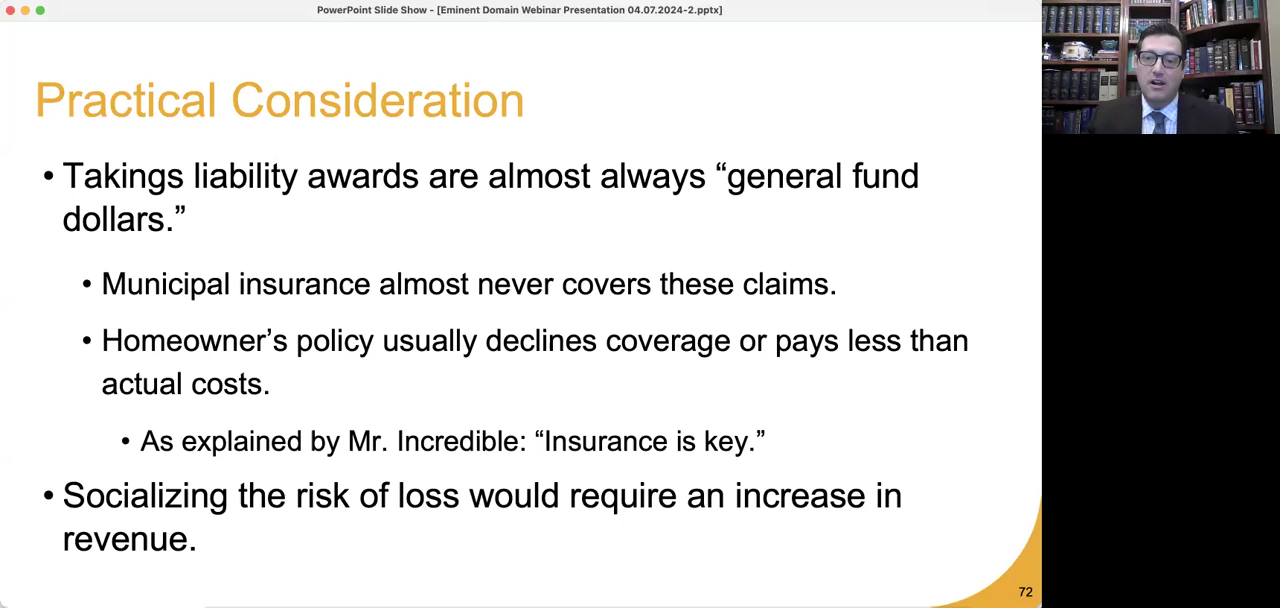 PowerPoint Slide Show - [Eminent Domain Webinar Presentation 04.07.2024-2.pptx]
Practical Consideration
• Takings liability awards are almost always “general fund
dollars.”
• Municipal insurance almost never covers these claims.
• Homeowner’s policy usually declines coverage or pays less than
actual costs.
• As explained by Mr. Incredible: “Insurance is key.”
• Socializing the risk of loss would require an increase in
revenue.
72